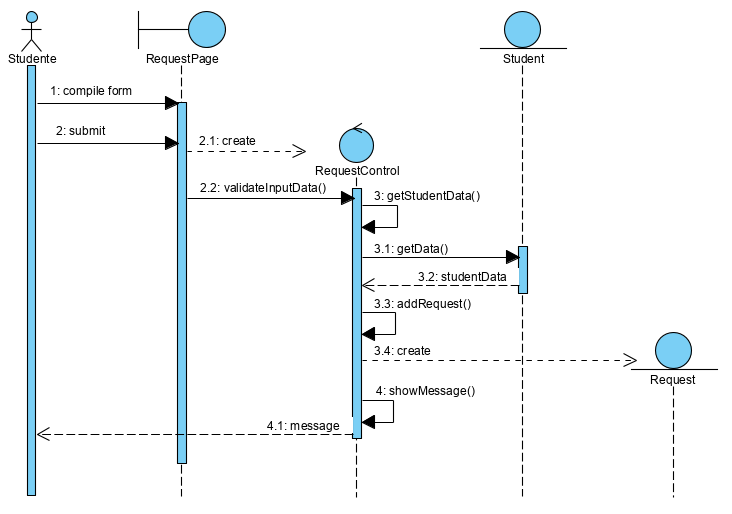 Studente
RequestPage
Student
1: compile form
2: submit
2.1: create
RequestControl
2.2: validateInputData()
3: getStudentData()
3.1: getData()
3.2: studentData
3.3: addRequest()
3.4: create
Request
4: showMessage()
4.1: message